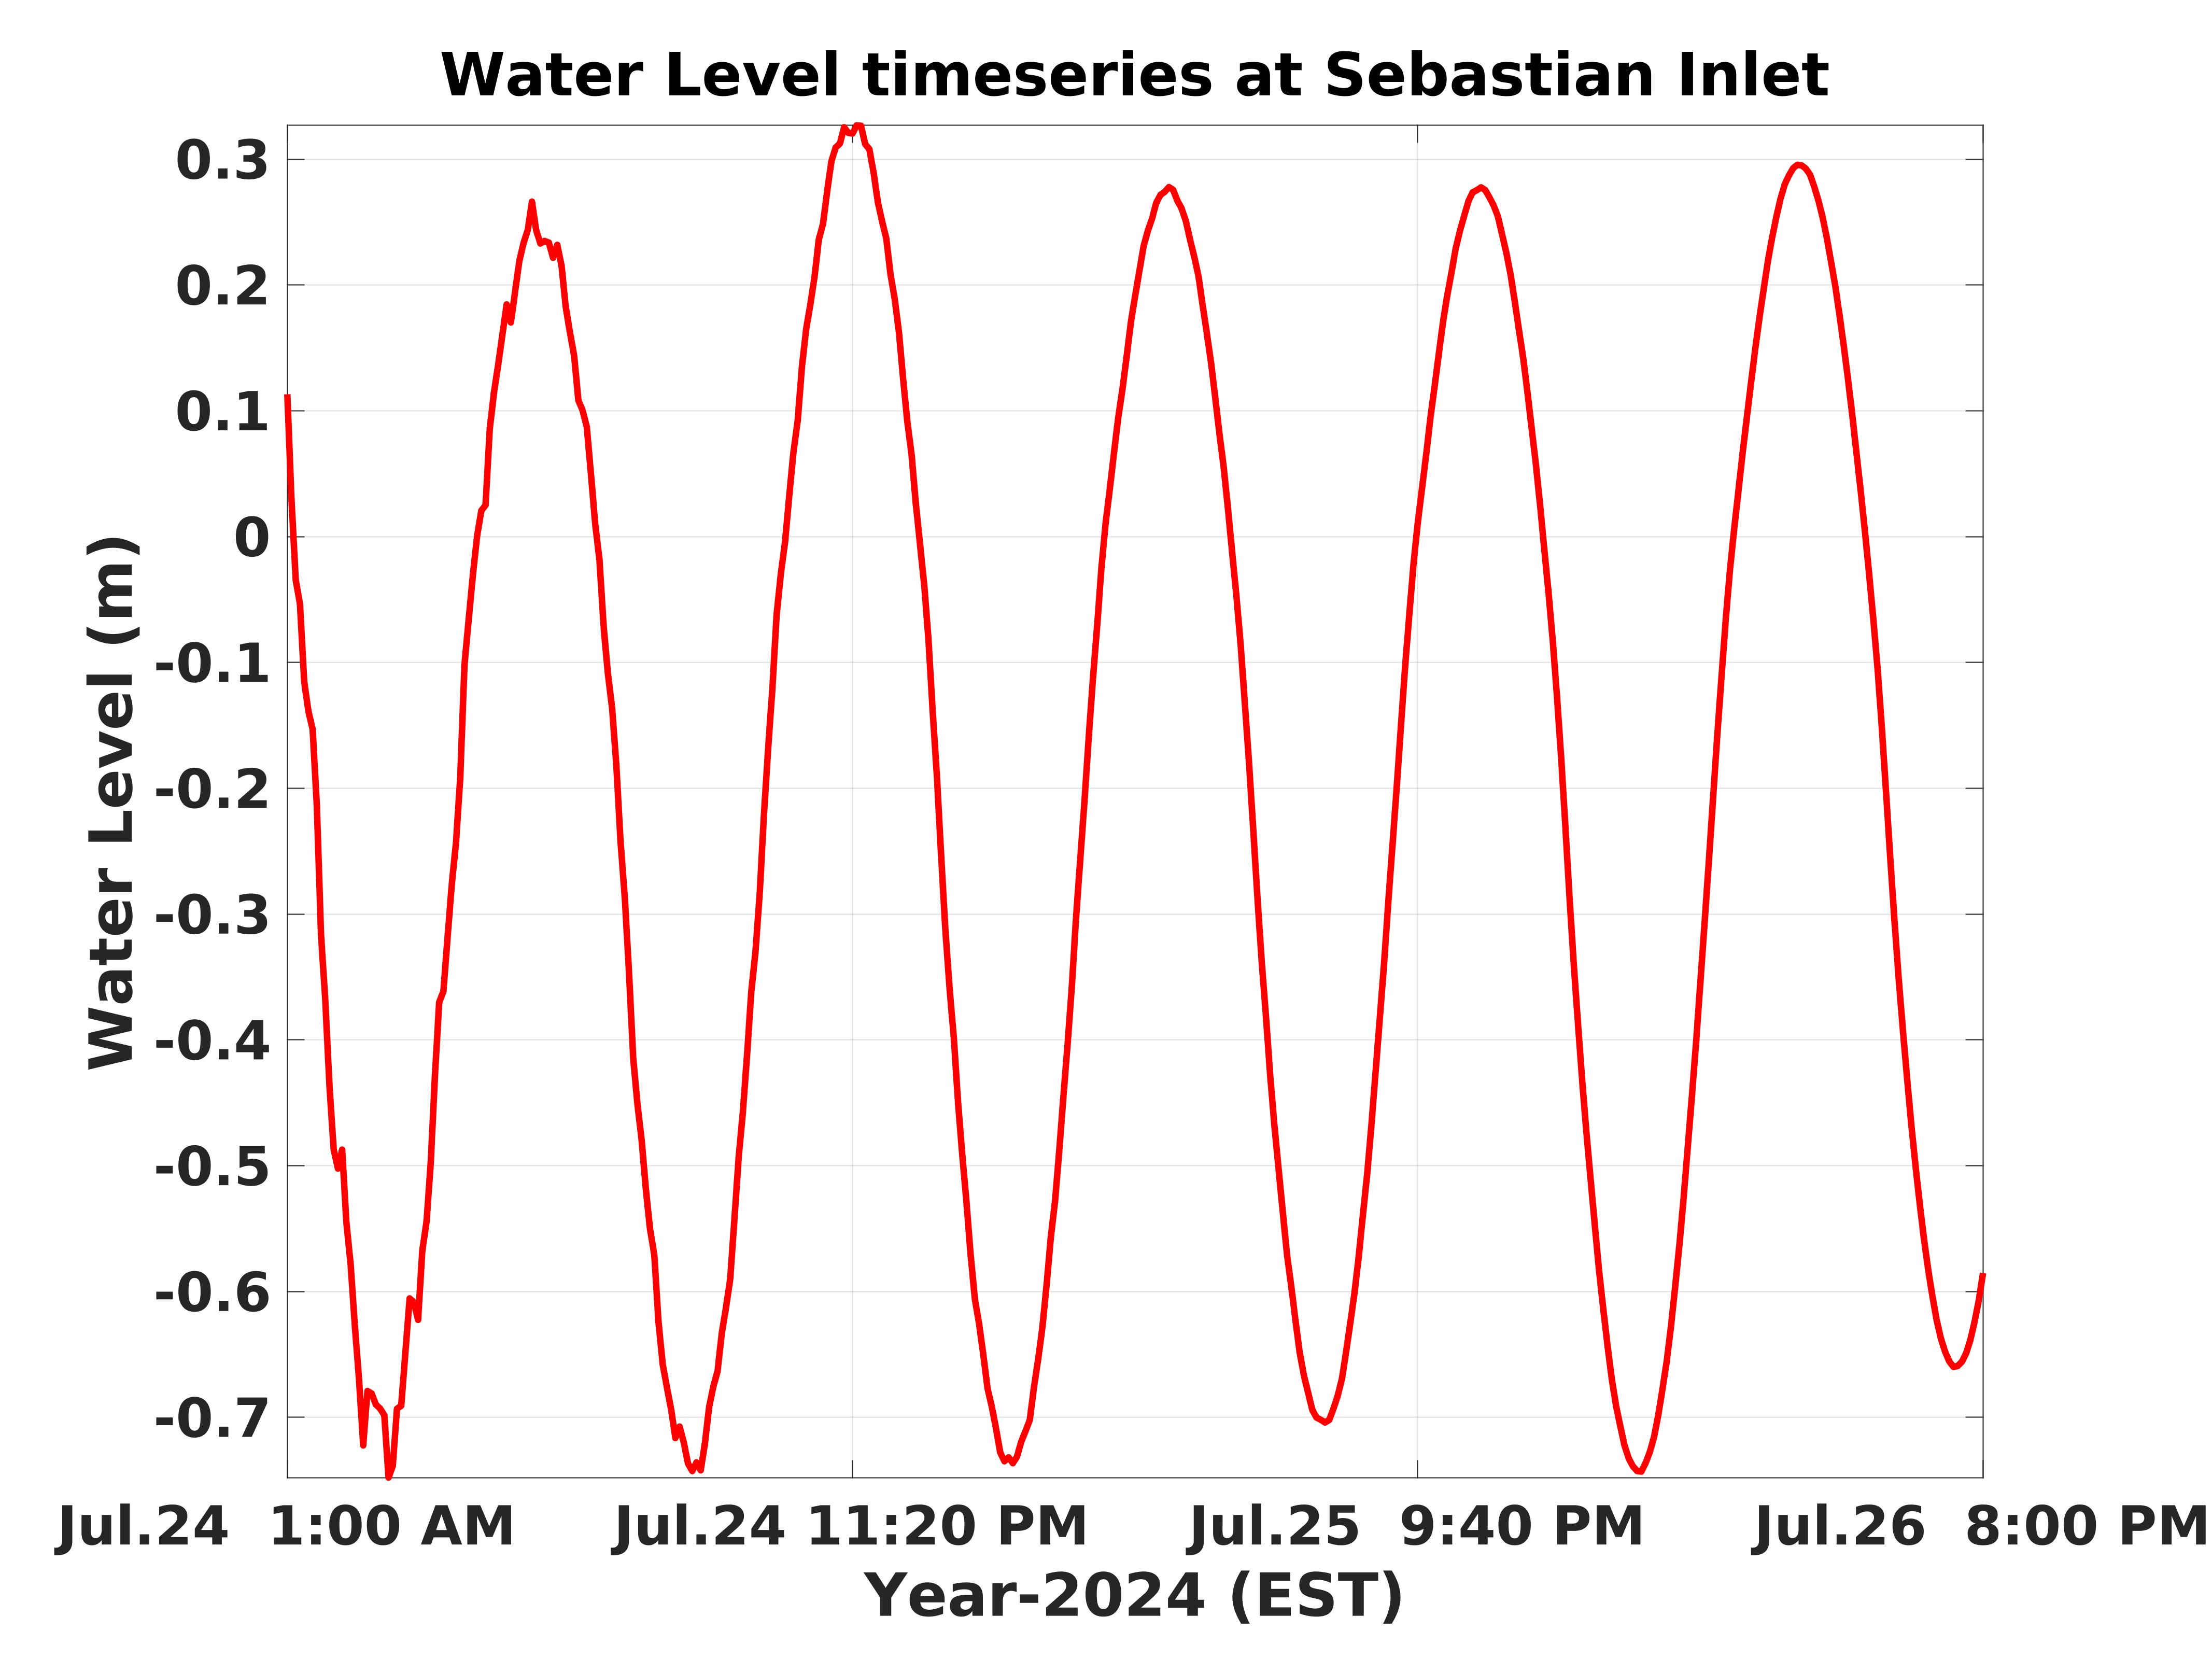 Water Level timeseries at Sebastian Inlet
Water Level (m)
0.3
0.2
0.1
0
-0.1
-0.2
-0.3
-0.4
-0.5
-0.6
-0.7
Jul.24 1:00 AM
Jul.24 11:20 PM
Jul.25 9:40 PM
Jul.26 8:00 PM
Year-2024 (EST)